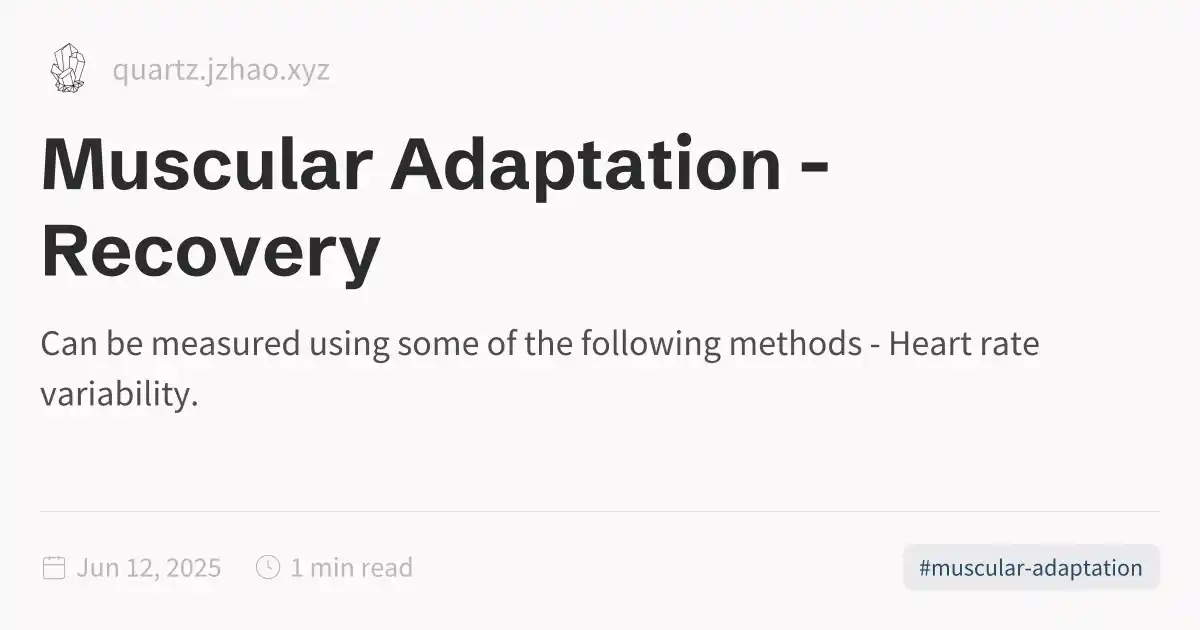 quartz.jzhao.xyz
Muscular Adaptation -
Recovery
Can be measured using some of the following methods - Heart rate
variability.
Jun 12, 2025
1 min read
#muscular-adaptation